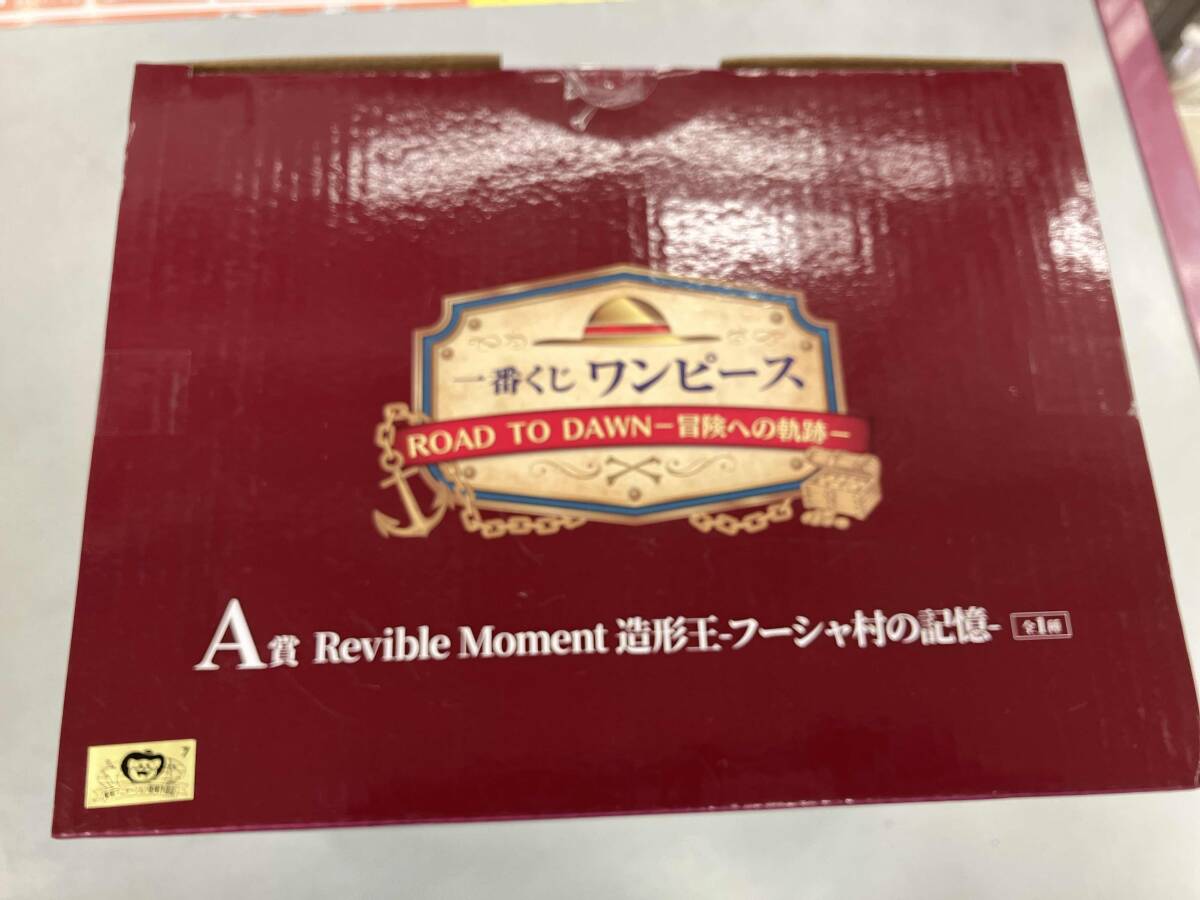 一番くじ ワンピース
ROAD TO DAWN－冒険への軌跡－
A賞 Revible Moment 造形王-フーシャ村の記憶- 全1種